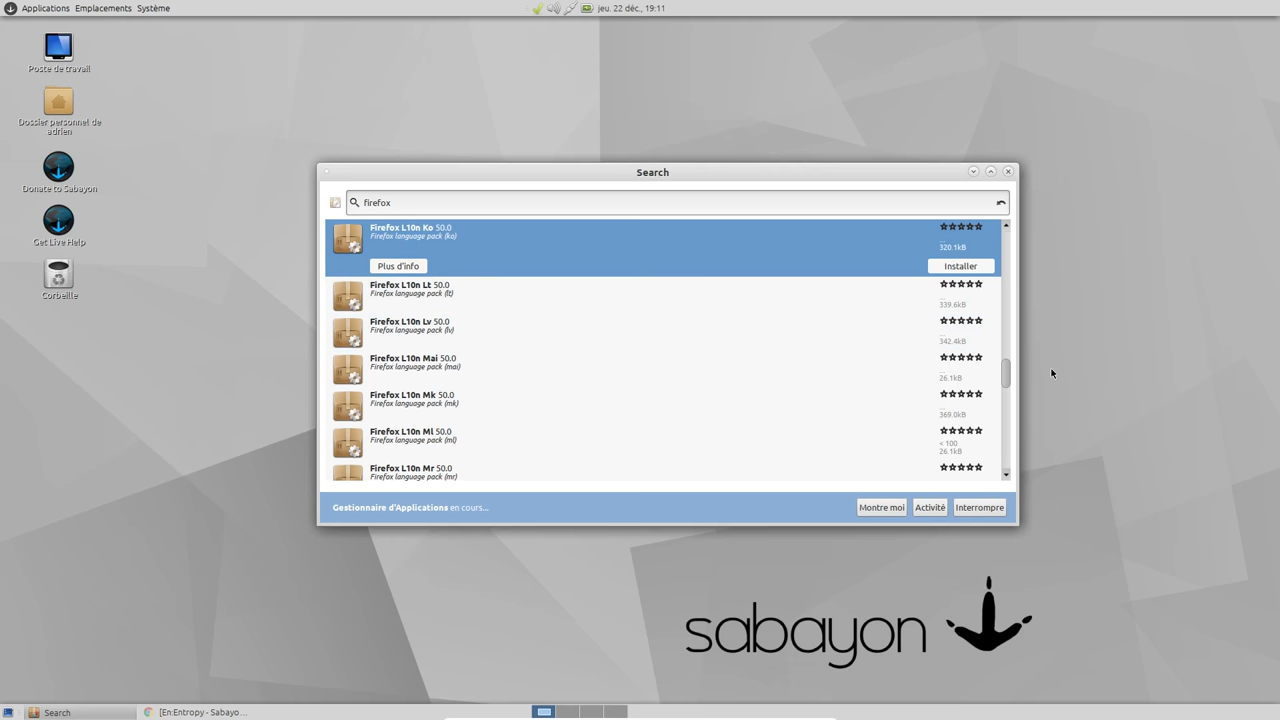 Applications Emplacements Système
jeu. 22 déc., 19:11
Poste de travail
Dossier personnel de
adrien
Donate to Sabayon
Get Live Help
Corbeille
Search
firefox
Firefox L10n Ko 50.0
Firefox language pack (ko)
...
320.1kB
Plus d'info
Installer
Firefox L10n Lt 50.0
Firefox language pack (lt)
...
339.6kB
Firefox L10n Lv 50.0
Firefox language pack (lv)
...
342.4kB
Firefox L10n Mai 50.0
Firefox language pack (mai)
...
26.1kB
Firefox L10n Mk 50.0
Firefox language pack (mk)
...
369.0kB
Firefox L10n Ml 50.0
Firefox language pack (ml)
< 100
26.1kB
Firefox L10n Mr 50.0
Firefox language pack (mr)
Gestionnaire d'Applications en cours...
Montre moi
Activité
Interrompre
sabayon
Search
[En:Entropy - Sabayo...